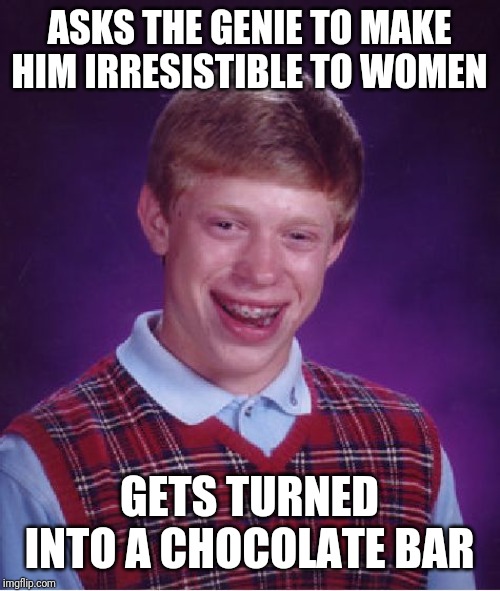 ASKS THE GENIE TO MAKE
HIM IRRESISTIBLE TO WOMEN
GETS TURNED
INTO A CHOCOLATE BAR
imgflip.com